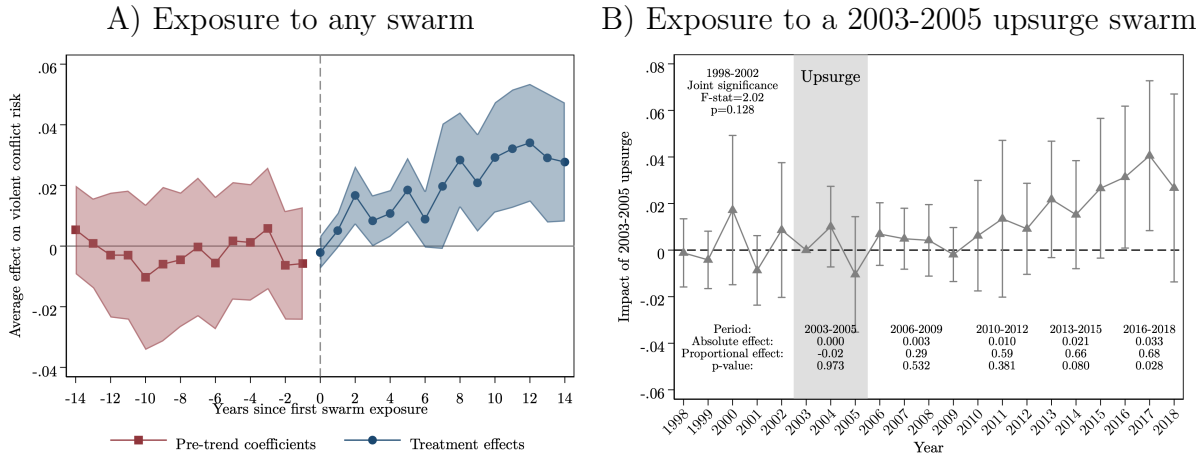 A) Exposure to any swarm
Average effect on violent conflict risk
.06
.04
.02
0
-.02
-.04
-14 -12 -10 -8 -6 -4 -2 0 2 4 6 8 10 12 14
Years since first swarm exposure
Pre-trend coefficients
Treatment effects
B) Exposure to a 2003-2005 upsurge swarm
Impact of 2003-2005 upsurge
.08
.06
.04
.02
0
-.02
-.04
-.06
1998-2002
Joint significance
F-stat=2.02
p=0.128
Upsurge
Period: 2003-2005 2006-2009 2010-2012 2013-2015 2016-2018
Absolute effect: 0.000 0.003 0.010 0.021 0.033
Proportional effect: -0.02 0.29 0.59 0.66 0.68
p-value: 0.973 0.532 0.381 0.080 0.028
1998 1999 2000 2001 2002 2003 2004 2005 2006 2007 2008 2009 2010 2011 2012 2013 2014 2015 2016 2017 2018
Year